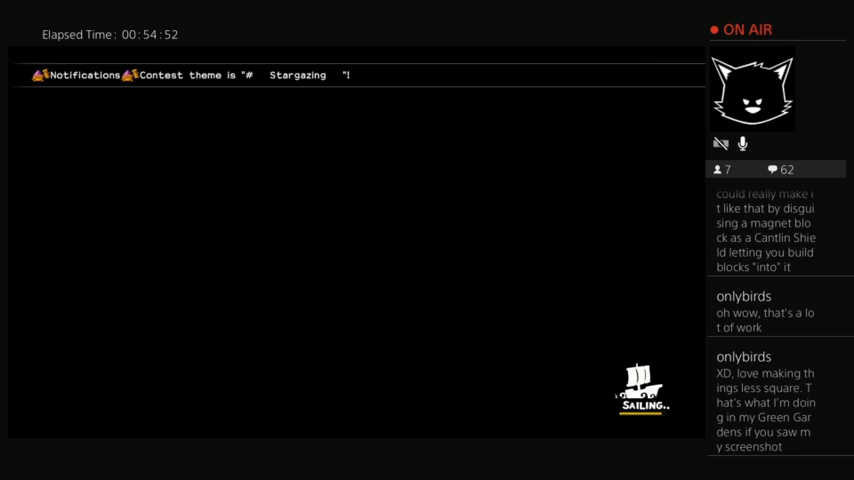 Elapsed Time: 00:54:52
ON AIR
Notifications Contest theme is "# Stargazing "!
7 62
could really make i
t like that by disgui
sing a magnet blo
ck as a Cantlin Shie
ld letting you build
blocks "into" it
onlybirds
oh wow, that's a lo
t of work
onlybirds
XD, love making th
ings less square. T
hat's what I'm doin
g in my Green Gar
dens if you saw m
y screenshot
SAILING..